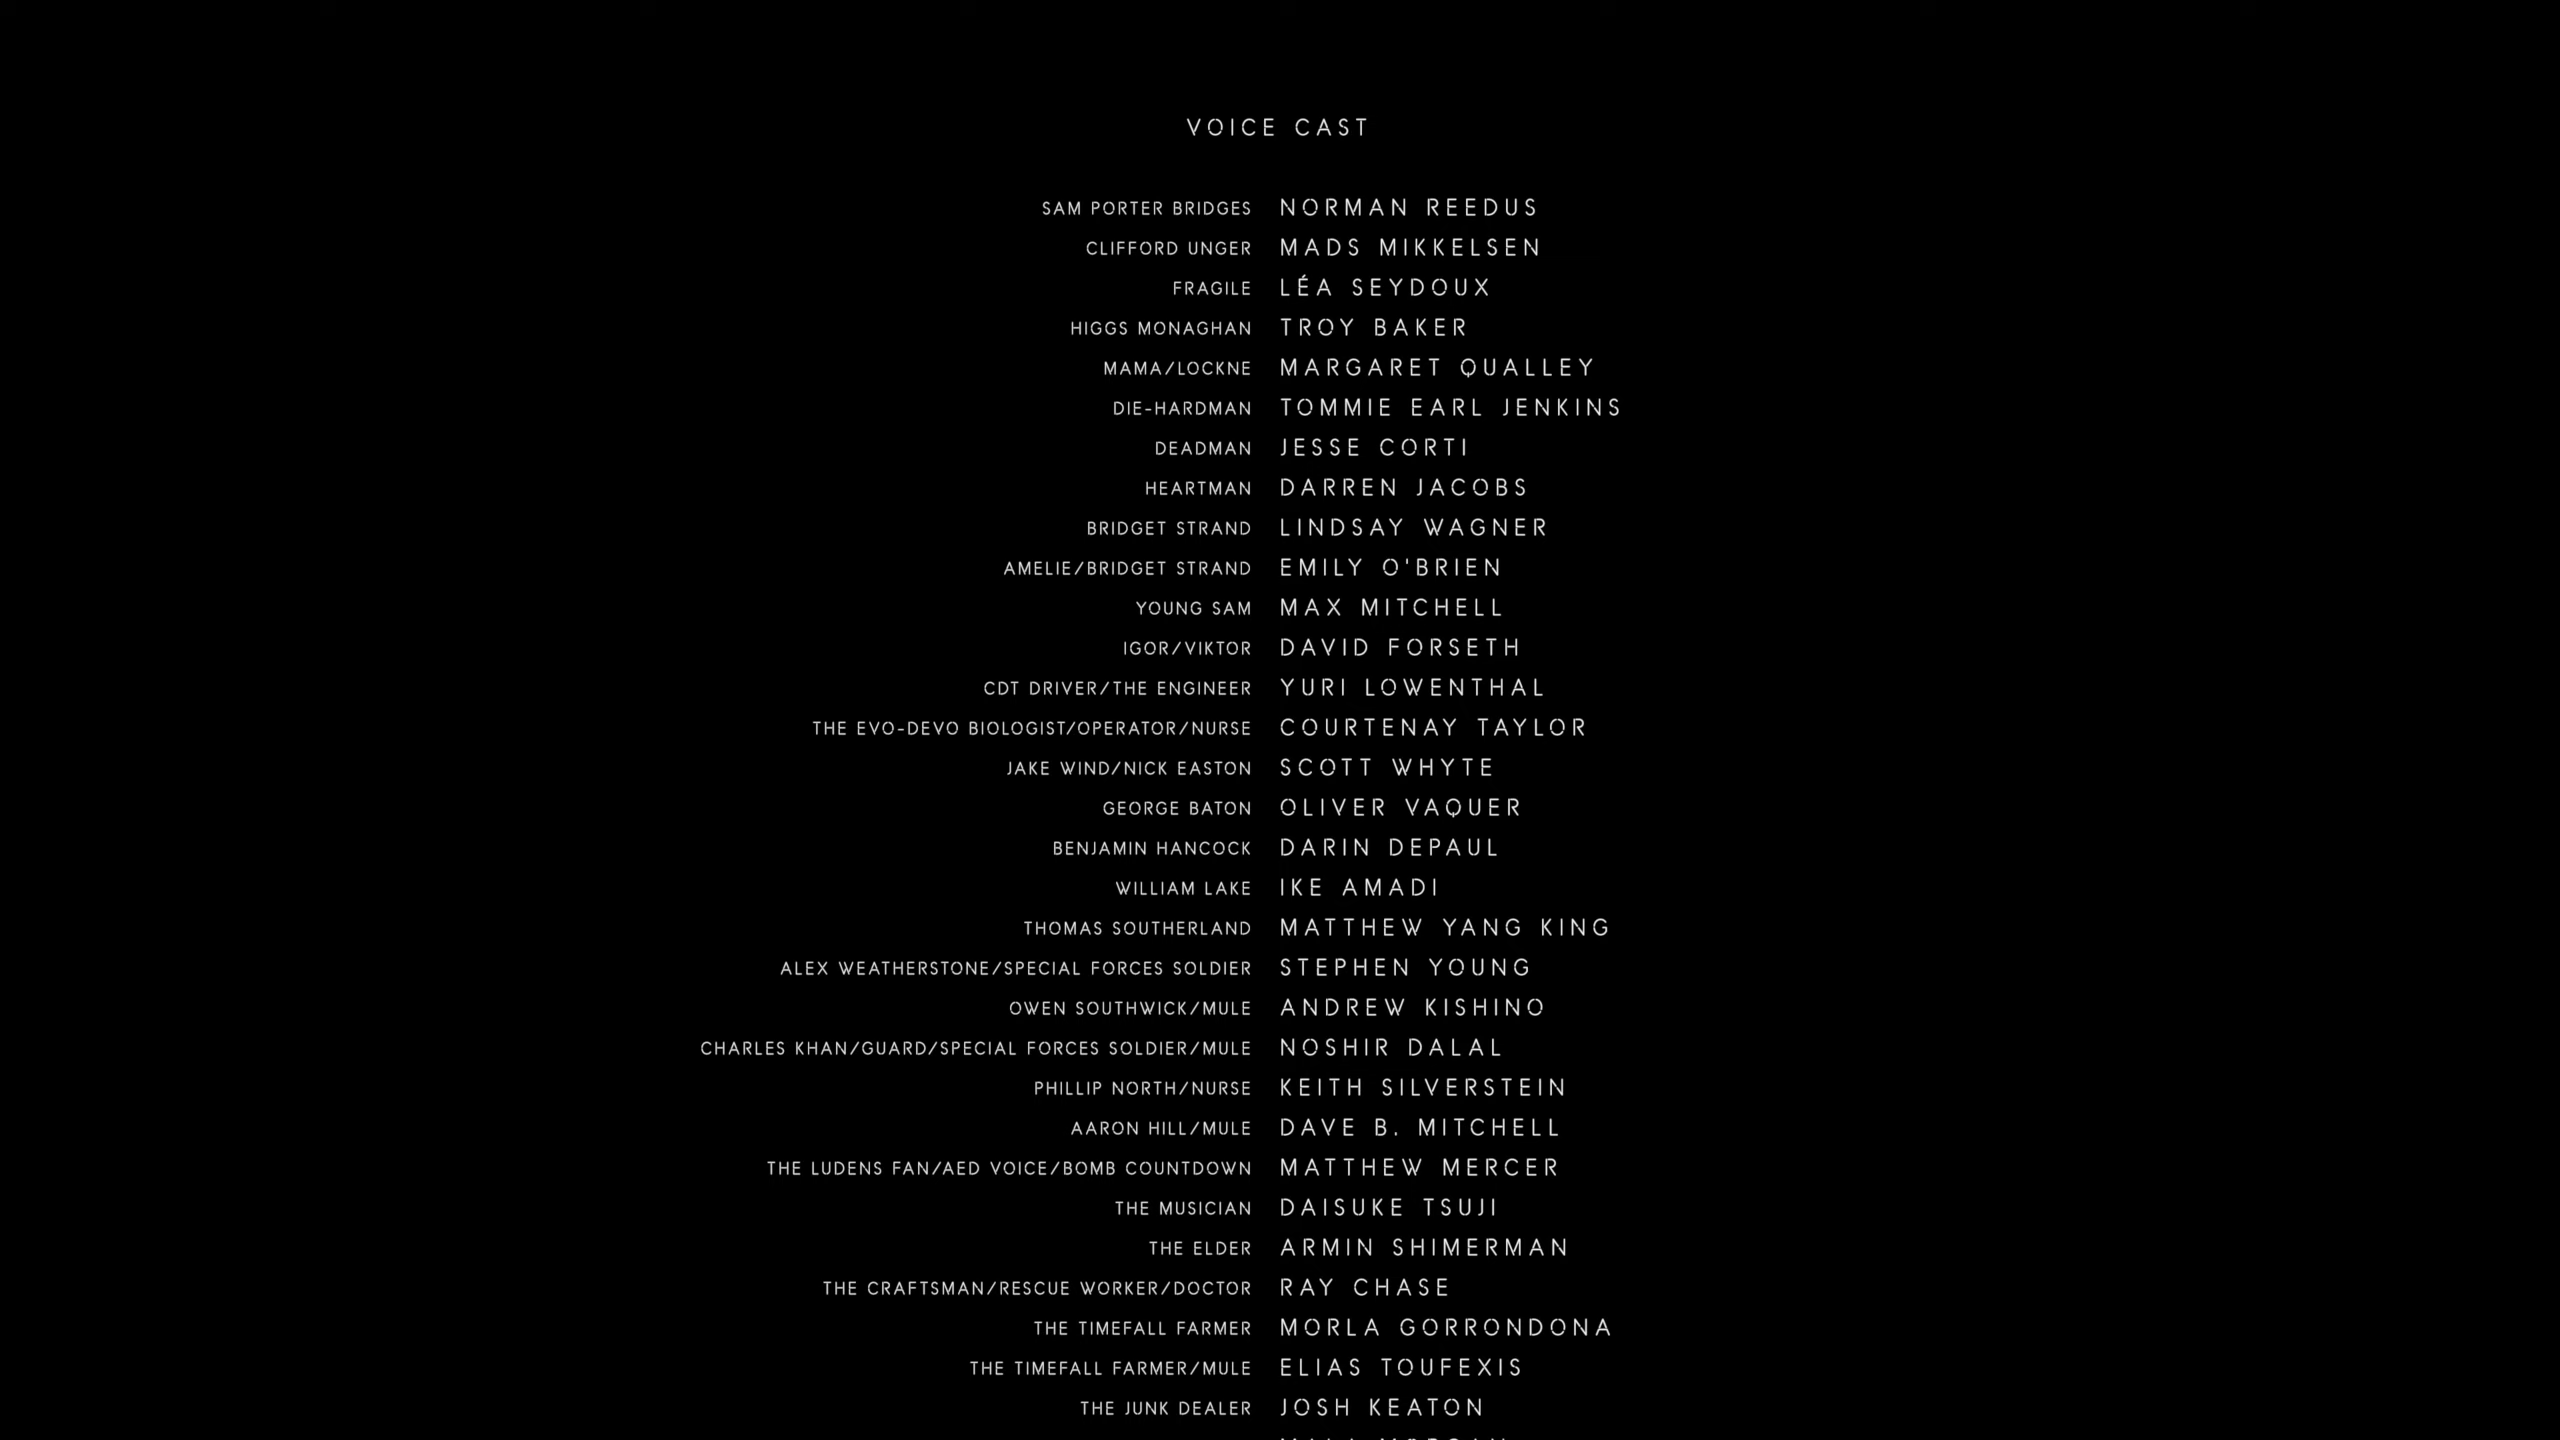 VOICE CAST
SAM PORTER BRIDGES NORMAN REEDUS
CLIFFORD UNGER MADS MIKKELSEN
FRAGILE LÉA SEYDOUX
HIGGS MONAGHAN TROY BAKER
MAMA/LOCKNE MARGARET QUALLEY
DIE-HARDMAN TOMMIE EARL JENKINS
DEADMAN JESSE CORTI
HEARTMAN DARREN JACOBS
BRIDGET STRAND LINDSAY WAGNER
AMELIE/BRIDGET STRAND EMILY O'BRIEN
YOUNG SAM MAX MITCHELL
IGOR/VIKTOR DAVID FORSETH
CDT DRIVER/THE ENGINEER YURI LOWENTHAL
THE EVO-DEVO BIOLOGIST/OPERATOR/NURSE COURTENAY TAYLOR
JAKE WIND/NICK EASTON SCOTT WHYTE
GEORGE BATON OLIVER VAQUER
BENJAMIN HANCOCK DARIN DEPAUL
WILLIAM LAKE IKE AMADI
THOMAS SOUTHERLAND MATTHEW YANG KING
ALEX WEATHERSTONE/SPECIAL FORCES SOLDIER STEPHEN YOUNG
OWEN SOUTHWICK/MULE ANDREW KISHINO
CHARLES KHAN/GUARD/SPECIAL FORCES SOLDIER/MULE NOSHIR DALAL
PHILLIP NORTH/NURSE KEITH SILVERSTEIN
AARON HILL/MULE DAVE B. MITCHELL
THE LUDENS FAN/AED VOICE/BOMB COUNTDOWN MATTHEW MERCER
THE MUSICIAN DAISUKE TSUJI
THE ELDER ARMIN SHIMERMAN
THE CRAFTSMAN/RESCUE WORKER/DOCTOR RAY CHASE
THE TIMEFALL FARMER MORLA GORRONDONA
THE TIMEFALL FARMER/MULE ELIAS TOUFEXIS
THE JUNK DEALER JOSH KEATON